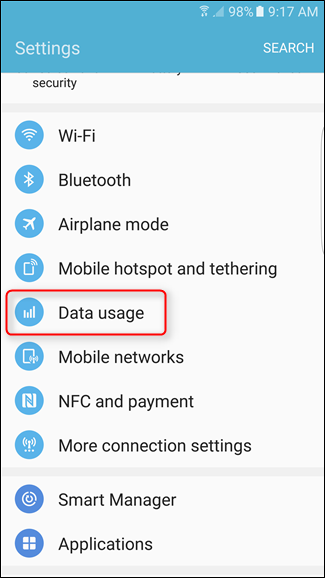 98% 9:17 AM
Settings SEARCH
security
Wi-Fi
Bluetooth
Airplane mode
Mobile hotspot and tethering
Data usage
Mobile networks
NFC and payment
More connection settings
Smart Manager
Applications